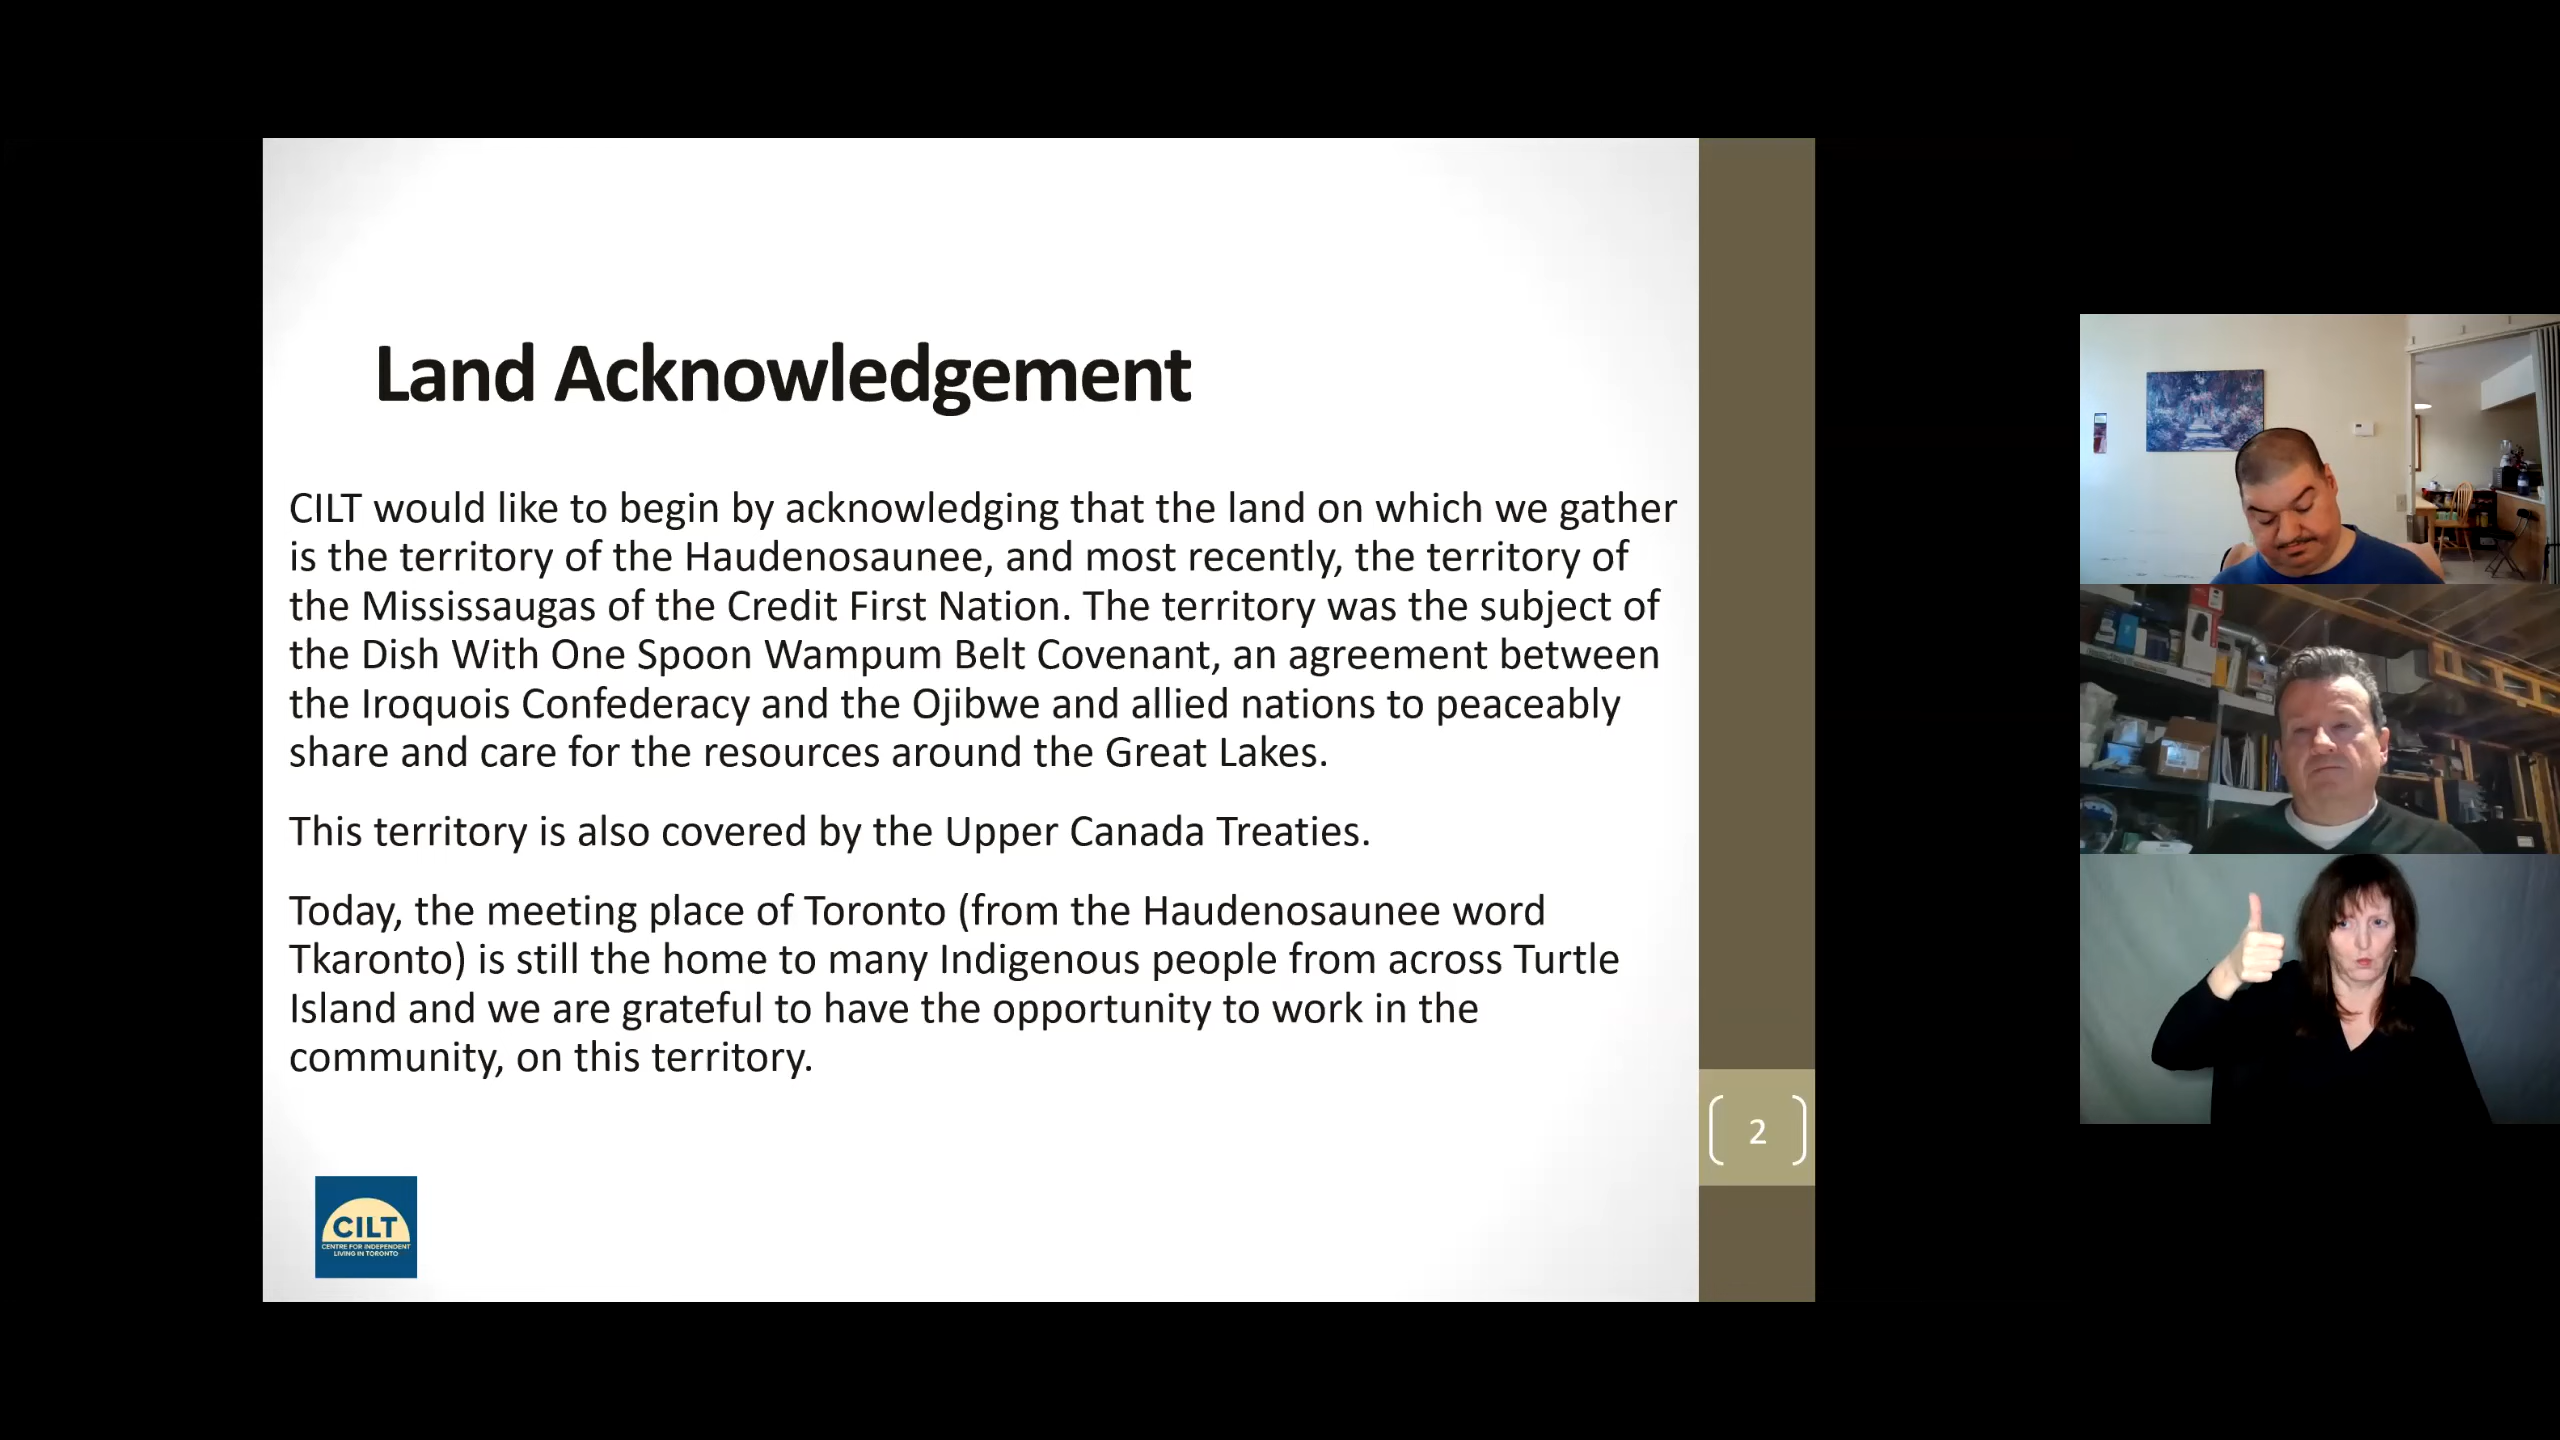 Land Acknowledgement
CILT would like to begin by acknowledging that the land on which we gather
is the territory of the Haudenosaunee, and most recently, the territory of
the Mississaugas of the Credit First Nation. The territory was the subject of
the Dish With One Spoon Wampum Belt Covenant, an agreement between
the Iroquois Confederacy and the Ojibwe and allied nations to peaceably
share and care for the resources around the Great Lakes.
This territory is also covered by the Upper Canada Treaties.
Today, the meeting place of Toronto (from the Haudenosaunee word
Tkaronto) is still the home to many Indigenous people from across Turtle
Island and we are grateful to have the opportunity to work in the
community, on this territory.
2
CILT
CENTRE FOR INDEPENDENT
LIVING IN TORONTO